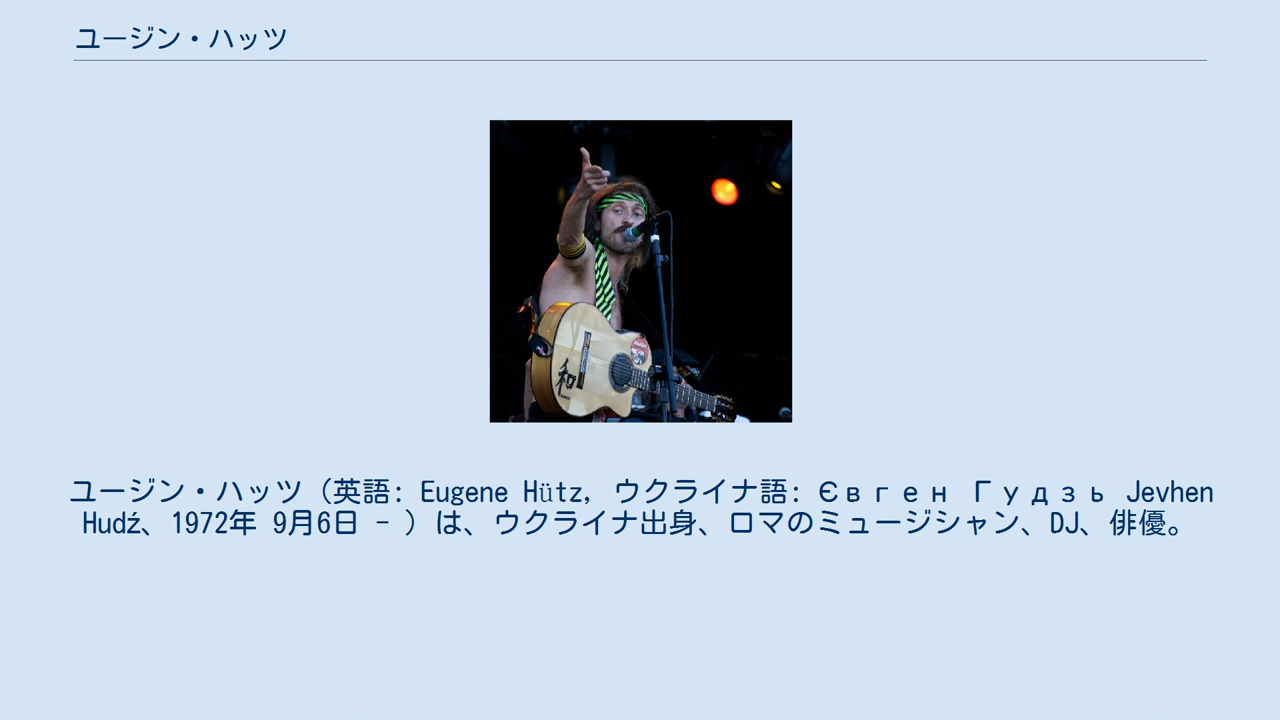 ユージン・ハッツ
和
ユージン・ハッツ（英語: Eugene Hütz, ウクライナ語: Євген Гудзь Jevhen
Hudź、1972年 9月6日 - ）は、ウクライナ出身、ロマのミュージシャン、DJ、俳優。